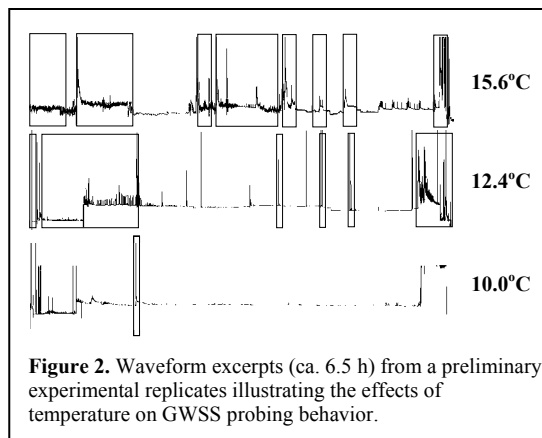 15.6°C
12.4°C
10.0°C
Figure 2. Waveform excerpts (ca. 6.5 h) from a preliminary
experimental replicates illustrating the effects of
temperature on GWSS probing behavior.